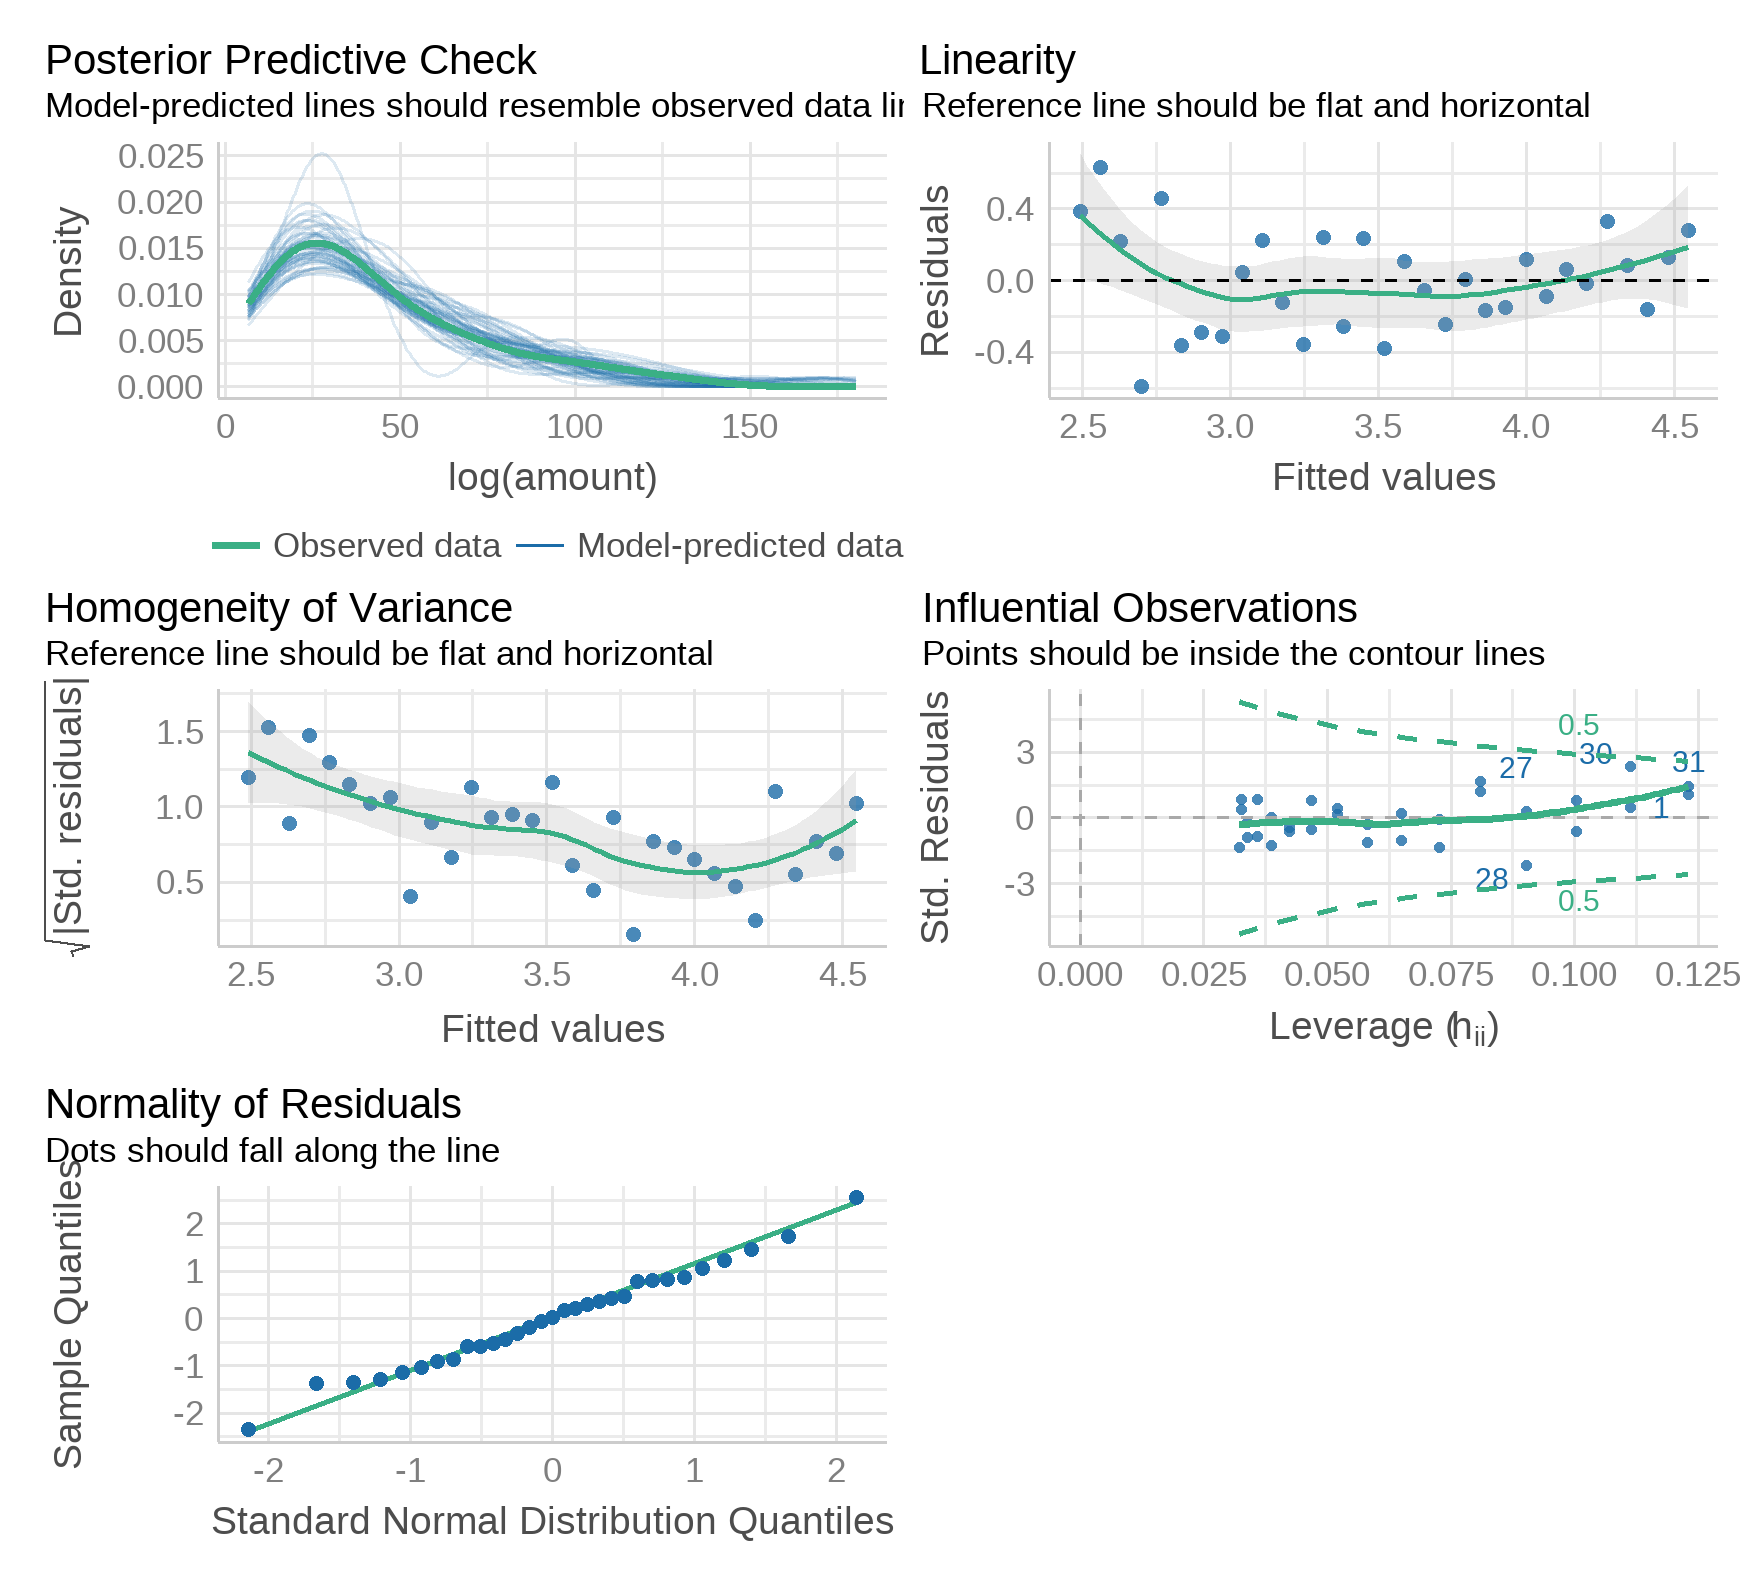 Posterior Predictive Check
Model-predicted lines should resemble observed data lir
Density
0.025
0.020
0.015
0.010
0.005
0.000
0 50 100 150
log(amount)
Observed data Model-predicted data
Linearity
Reference line should be flat and horizontal
Residuals
0.4
0.0
-0.4
2.5 3.0 3.5 4.0 4.5
Fitted values
Homogeneity of Variance
Reference line should be flat and horizontal
√|Std. residuals|
1.5
1.0
0.5
2.5 3.0 3.5 4.0 4.5
Fitted values
Influential Observations
Points should be inside the contour lines
Std. Residuals
3
0
-3
0.5
30
27
31
1
28
0.5
0.000 0.025 0.050 0.075 0.100 0.125
Leverage (hii)
Normality of Residuals
Dots should fall along the line
Sample Quantiles
2
1
0
-1
-2
-2 -1 0 1 2
Standard Normal Distribution Quantiles